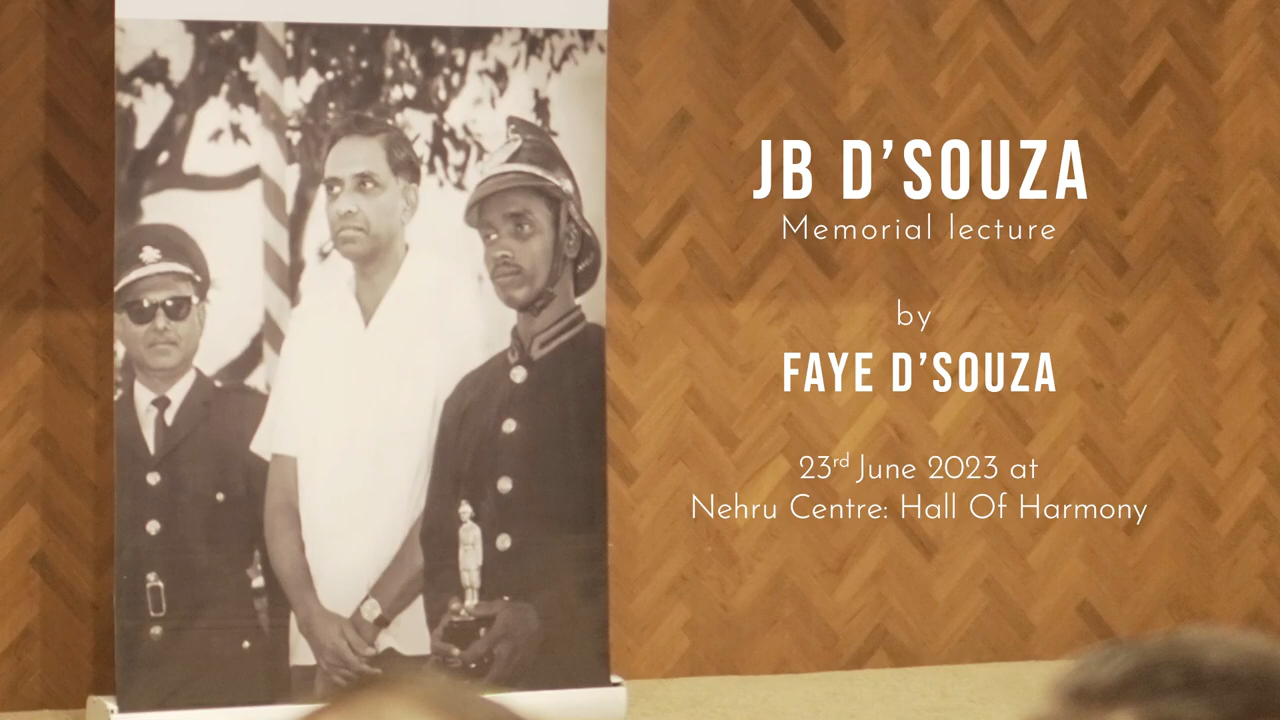 JB D’SOUZA
Memorial lecture
by
FAYE D’SOUZA
23rd June 2023 at
Nehru Centre: Hall Of Harmony